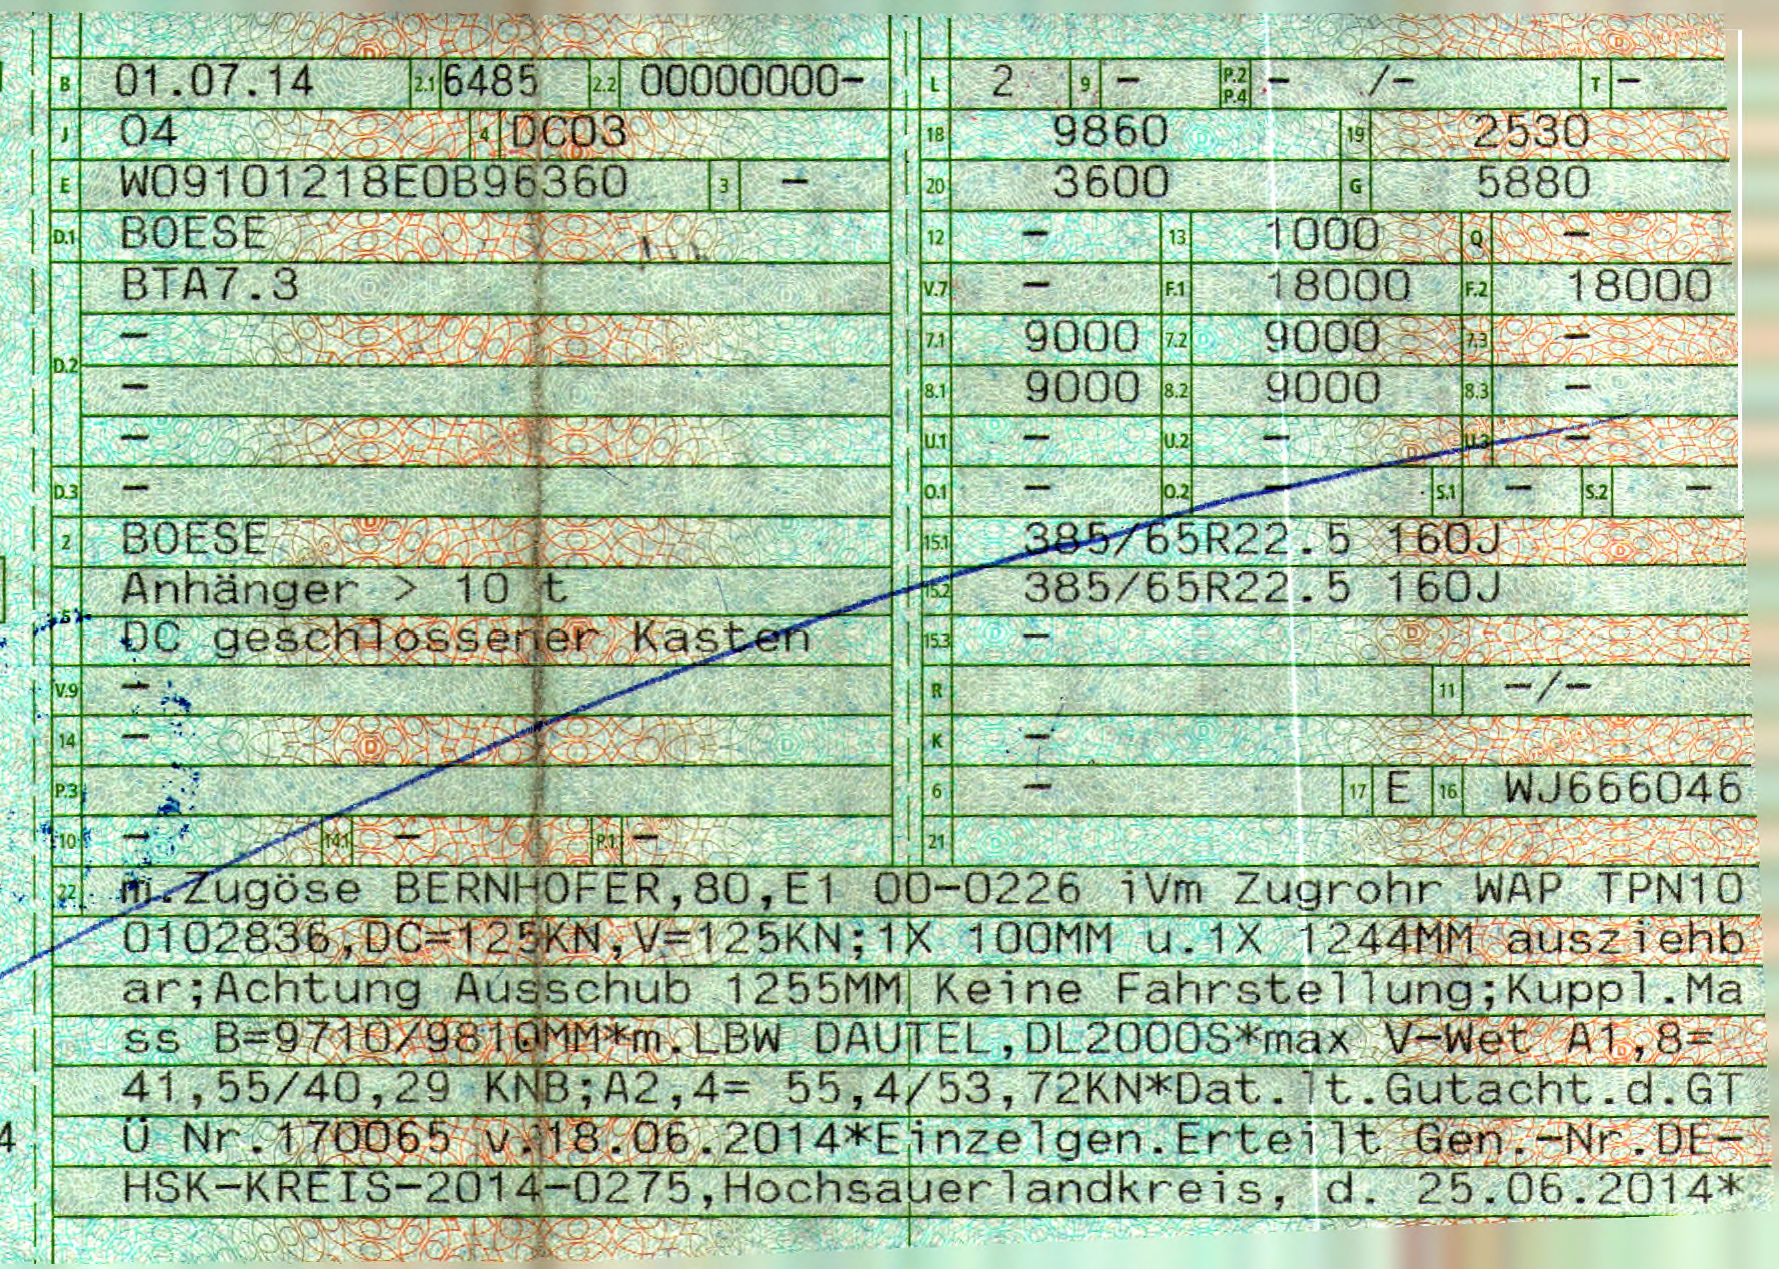 B 01.07.14 2.1 6485 2.2 00000000-
J 04 4 DC03
E W09101218E0B96360 3 -
D.1 BOESE
BTA7.3
-
D.2 -
-
D.3 -
2 BOESE
Anhänger > 10 t
5 DC geschlossener Kasten
V.9 -
14 -
P.3
10 - 14.1 - P.1 -
L 2 9 - P.2 P.4 - /- T -
18 9860 19 2530
20 3600 G 5880
12 - 13 1000 Q -
V.7 - F.1 18000 F.2 18000
7.1 9000 7.2 9000 7.3 -
8.1 9000 8.2 9000 8.3 -
U.1 - U.2 - U.3 -
O.1 - O.2 - S.1 - S.2 -
15.1 385/65R22.5 160J
15.2 385/65R22.5 160J
15.3 -
R 11 -/-
K -
6 - 17 E 16 WJ666046
21
22 m.Zugöse BERNHOFER,80,E1 00-0226 iVm Zugrohr WAP TPN10
0102836,DC=125KN,V=125KN;1X 100MM u.1X 1244MM ausziehb
ar;Achtung Ausschub 1255MM Keine Fahrstellung;Kuppl.Ma
ss B=9710/9810MM*m.LBW DAUTEL,DL2000S*max V-Wet A1,8=
41,55/40,29 KNB;A2,4= 55,4/53,72KN*Dat. lt.Gutacht.d.GT
4 Ü Nr.170065 v.18.06.2014*Einzelgen.Erteilt Gen.-Nr.DE-
HSK-KREIS-2014-0275,Hochsauerlandkreis, d. 25.06.2014*